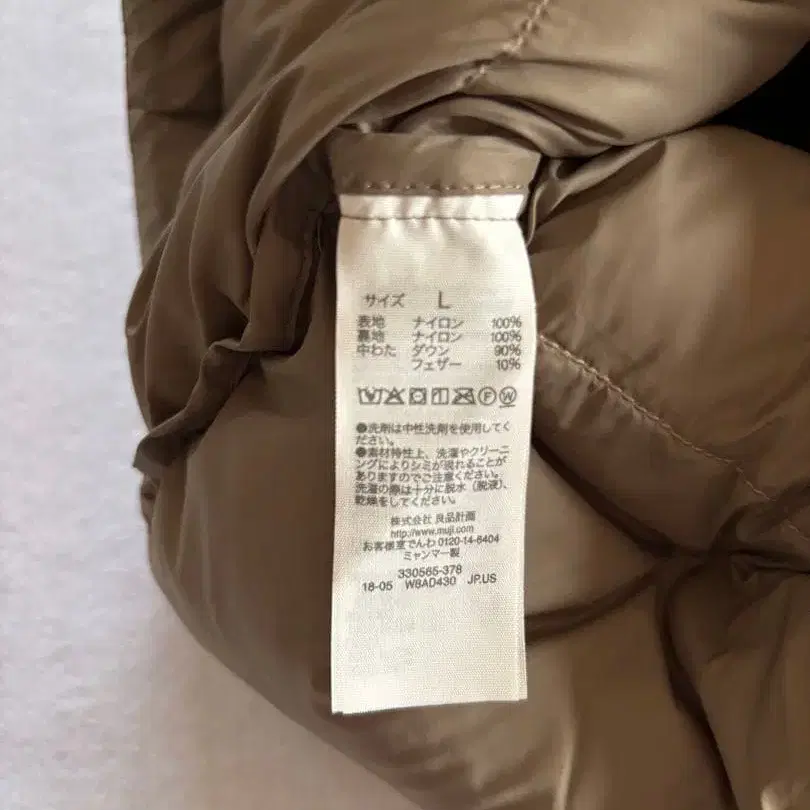 サイズ L
表地 ナイロン 100%
裏地 ナイロン 100%
中わた ダウン 90%
フェザー 10%
F W
●洗剤は中性洗剤を使用してく
ださい。
●素材特性上、洗濯やクリーニ
ングによりシミが現れることが
ありますのでご注意ください。
洗濯の際は十分に脱水（脱液）、
乾燥をしてください。
株式会社 良品計画
http://www.muji.com
お客様室でんわ 0120-14-6404
ミャンマー製
330565-378
18-05 W8AD430 JP.US